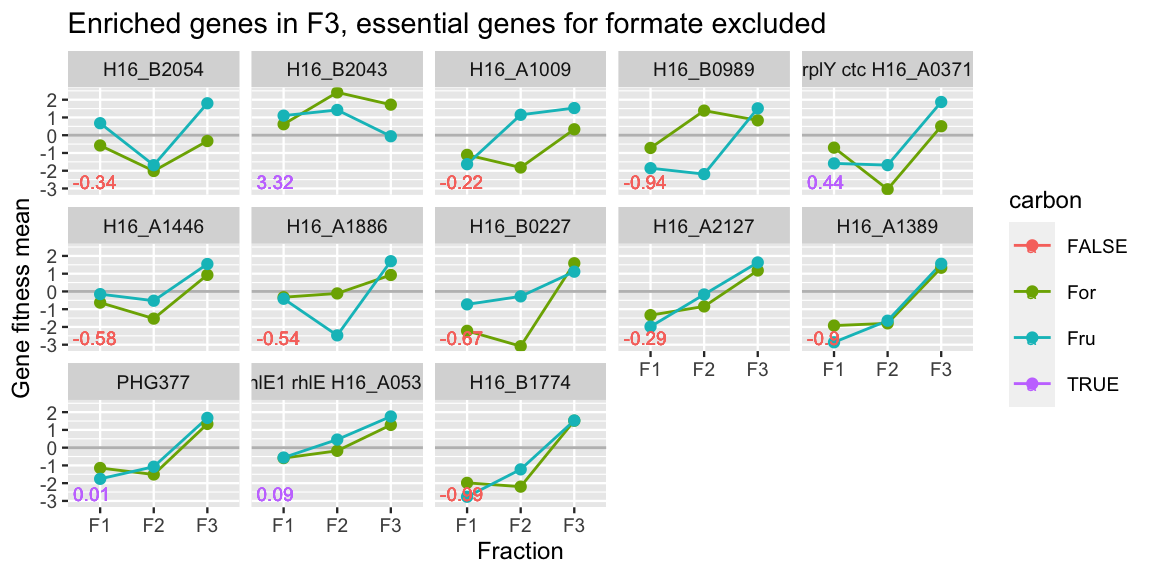 Enriched genes in F3, essential genes for formate excluded
H16_B2054 H16_B2043 H16_A1009 H16_B0989 rplY ctc H16_A0371
2
1
0
-1
-2
-3
-0.34 3.32 -0.22 -0.94 0.44
H16_A1446 H16_A1886 H16_B0227 H16_A2127 H16_A1389
2
1
0
-1
-2
-3
-0.58 -0.54 -0.67 -0.29
F1 F2 F3 F1 F2 F3
PHG377 hlE1 rhlE H16_A053 H16_B1774
2
1
0
-1
-2
-3
0.01 0.09
F1 F2 F3 F1 F2 F3 F1 F2 F3
Fraction
Gene fitness mean
carbon
FALSE
For
Fru
TRUE